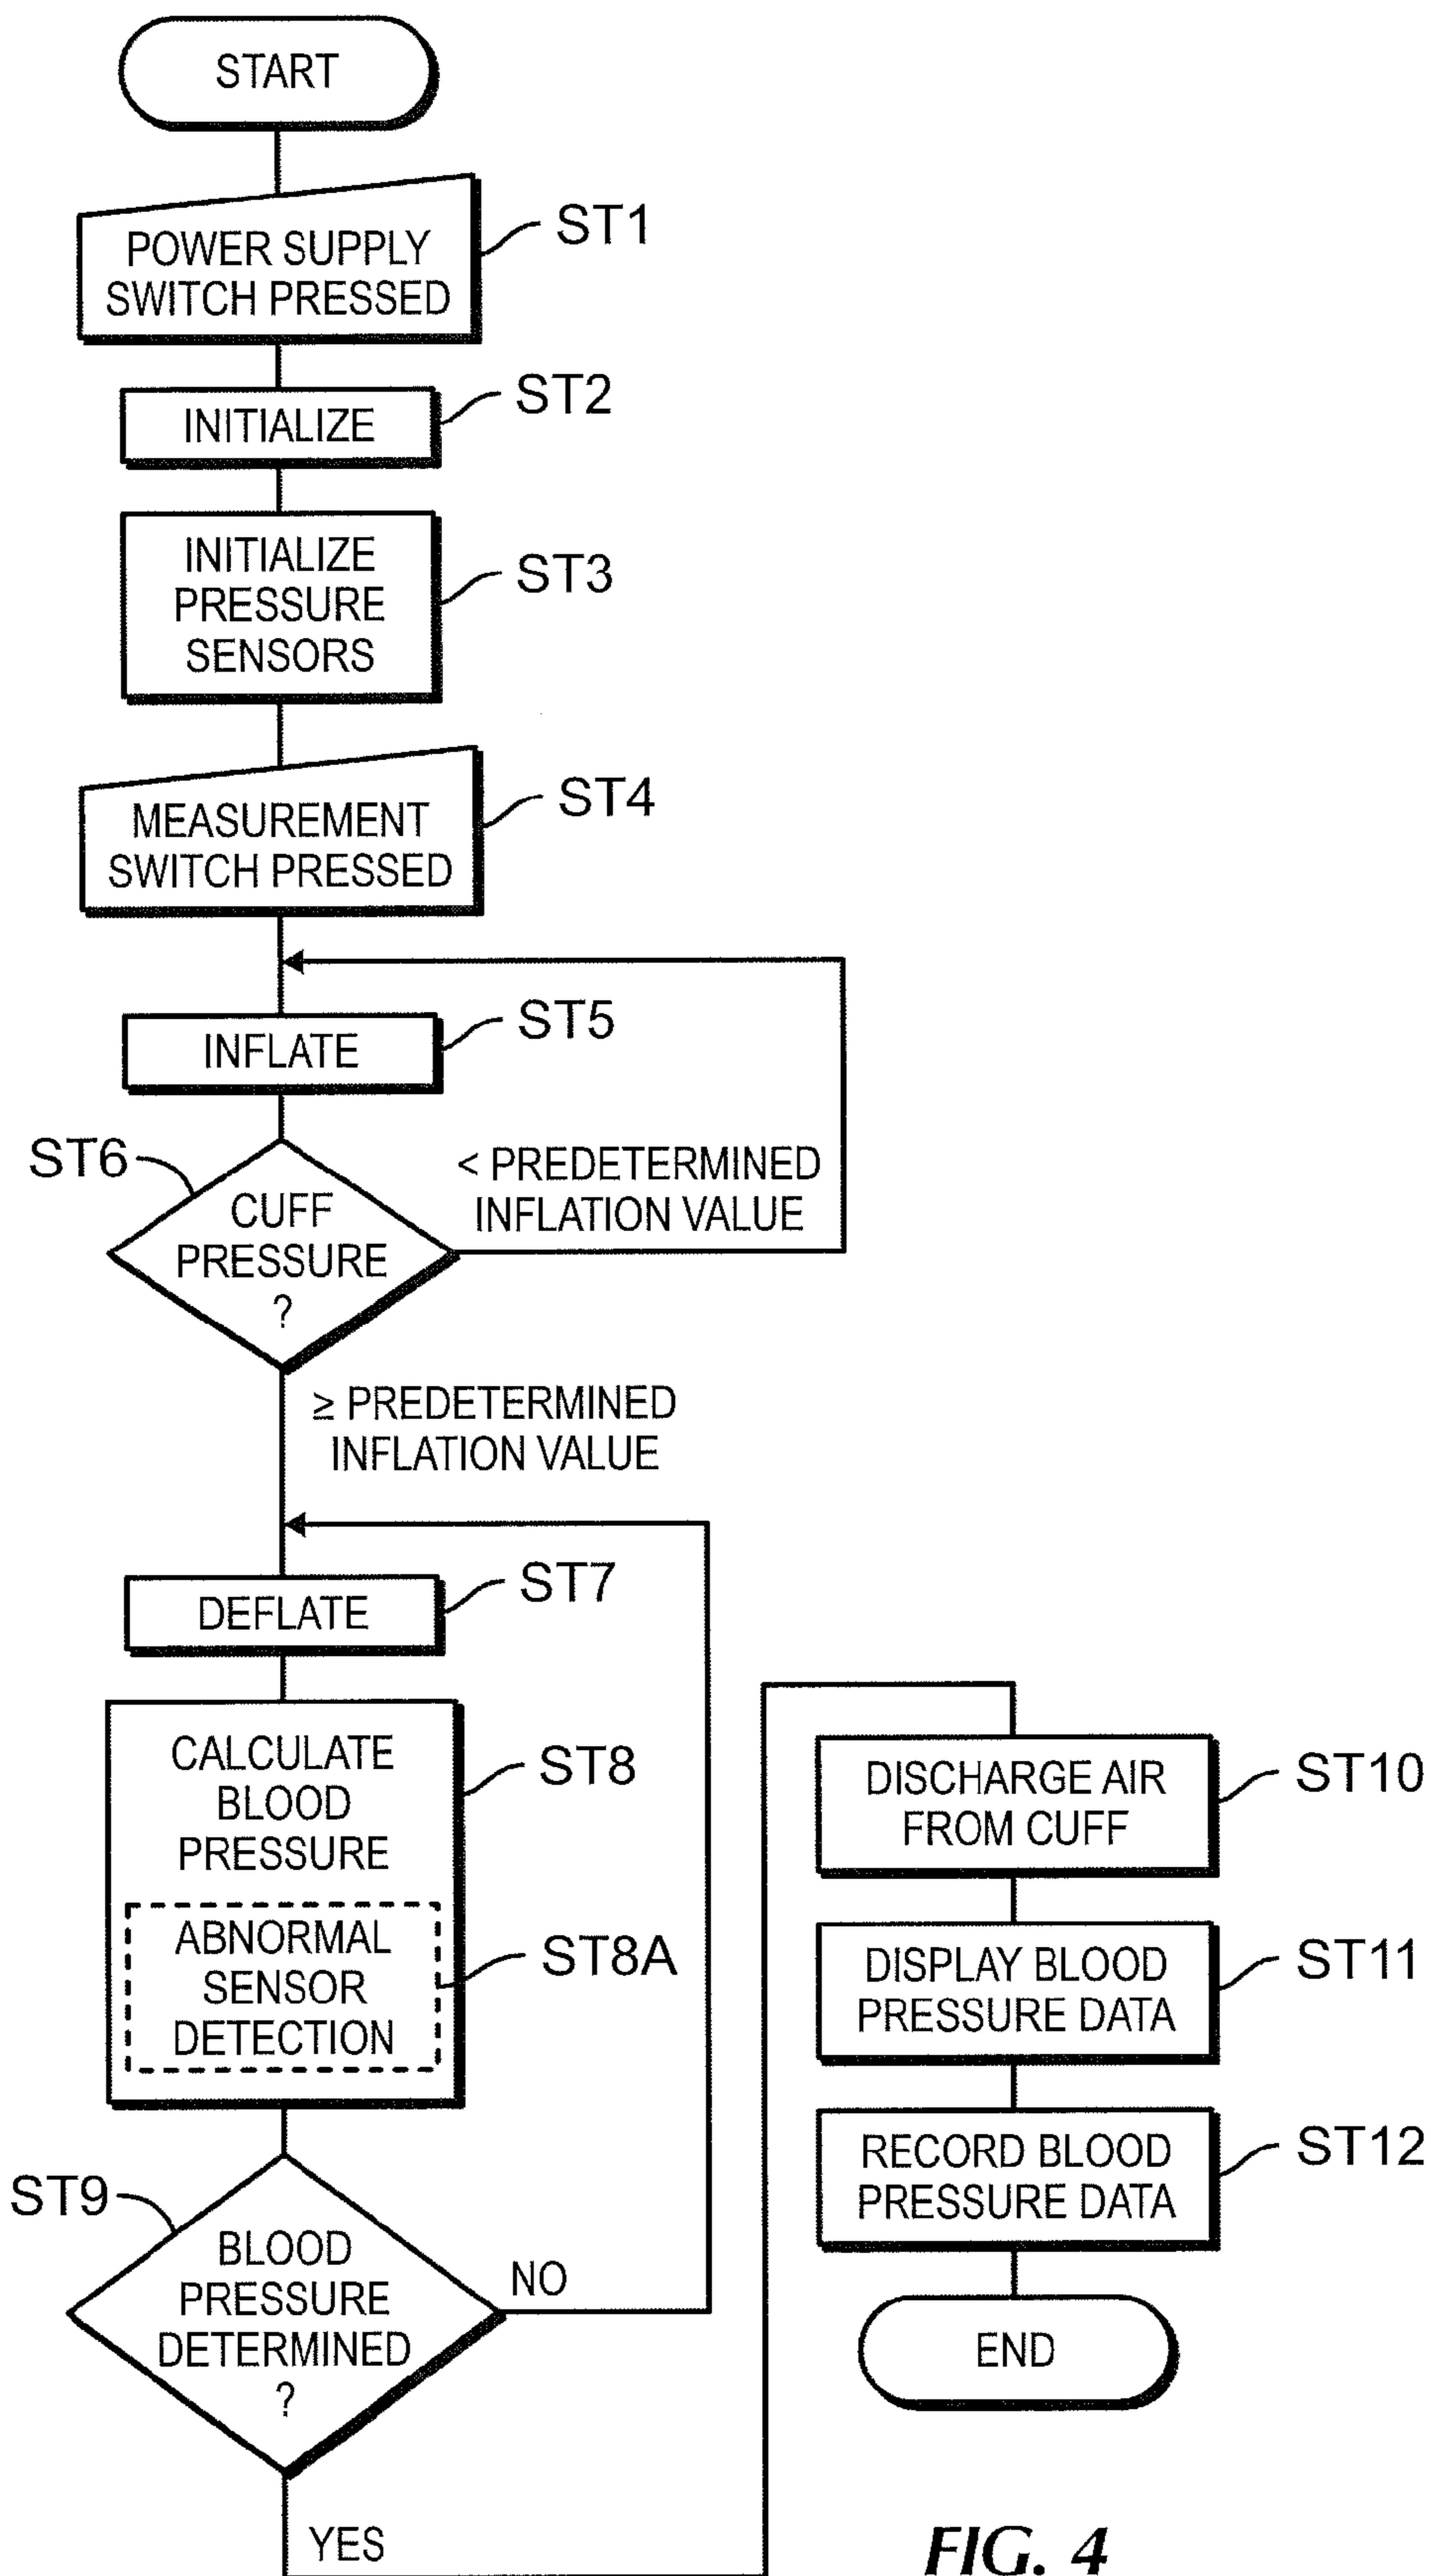 START
POWER SUPPLY
SWITCH PRESSED
ST1
INITIALIZE
ST2
INITIALIZE
PRESSURE
SENSORS
ST3
MEASUREMENT
SWITCH PRESSED
ST4
INFLATE
ST5
ST6
CUFF
PRESSURE
?
< PREDETERMINED
INFLATION VALUE
≥ PREDETERMINED
INFLATION VALUE
DEFLATE
ST7
CALCULATE
BLOOD
PRESSURE
ST8
ABNORMAL
SENSOR
DETECTION
ST8A
ST9
BLOOD
PRESSURE
DETERMINED
?
NO
YES
DISCHARGE AIR
FROM CUFF
ST10
DISPLAY BLOOD
PRESSURE DATA
ST11
RECORD BLOOD
PRESSURE DATA
ST12
END
FIG. 4